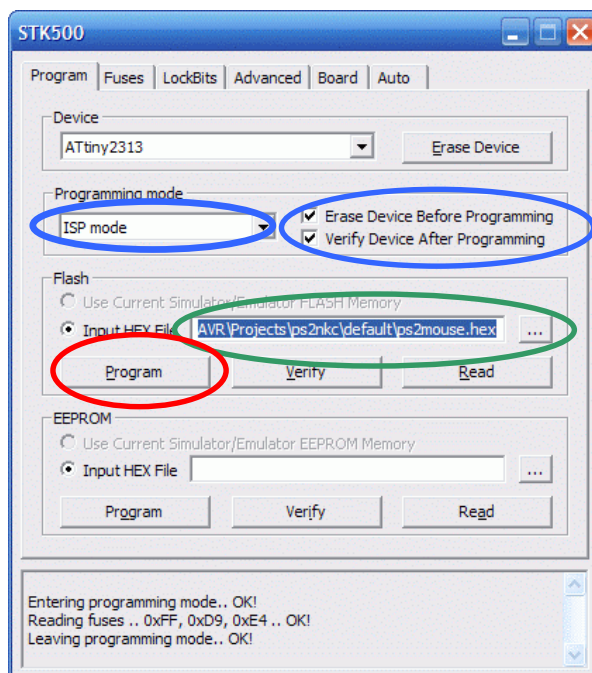 STK500
Program Fuses LockBits Advanced Board Auto
Device
ATtiny2313 Erase Device
Programming mode
ISP mode
Erase Device Before Programming
Verify Device After Programming
Flash
Use Current Simulator/Emulator FLASH Memory
Input HEX File AVR\Projects\ps2nkc\default\ps2mouse.hex ...
Program Verify Read
EEPROM
Use Current Simulator/Emulator EEPROM Memory
Input HEX File ...
Program Verify Read
Entering programming mode.. OK!
Reading fuses .. 0xFF, 0xD9, 0xE4 .. OK!
Leaving programming mode.. OK!